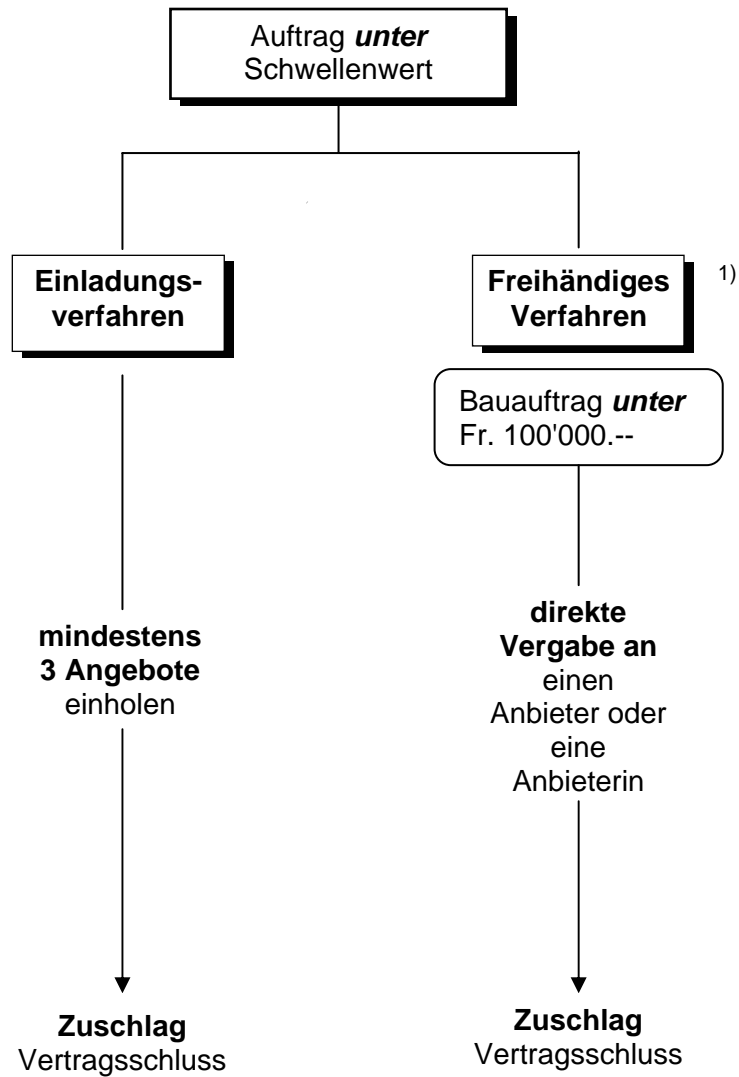 Auftrag unter
Schwellenwert
Einladungs-
verfahren
Freihändiges
Verfahren
1)
Bauauftrag unter
Fr. 100'000.--
mindestens
3 Angebote
einholen
direkte
Vergabe an
einen
Anbieter oder
eine
Anbieterin
Zuschlag
Vertragsschluss
Zuschlag
Vertragsschluss